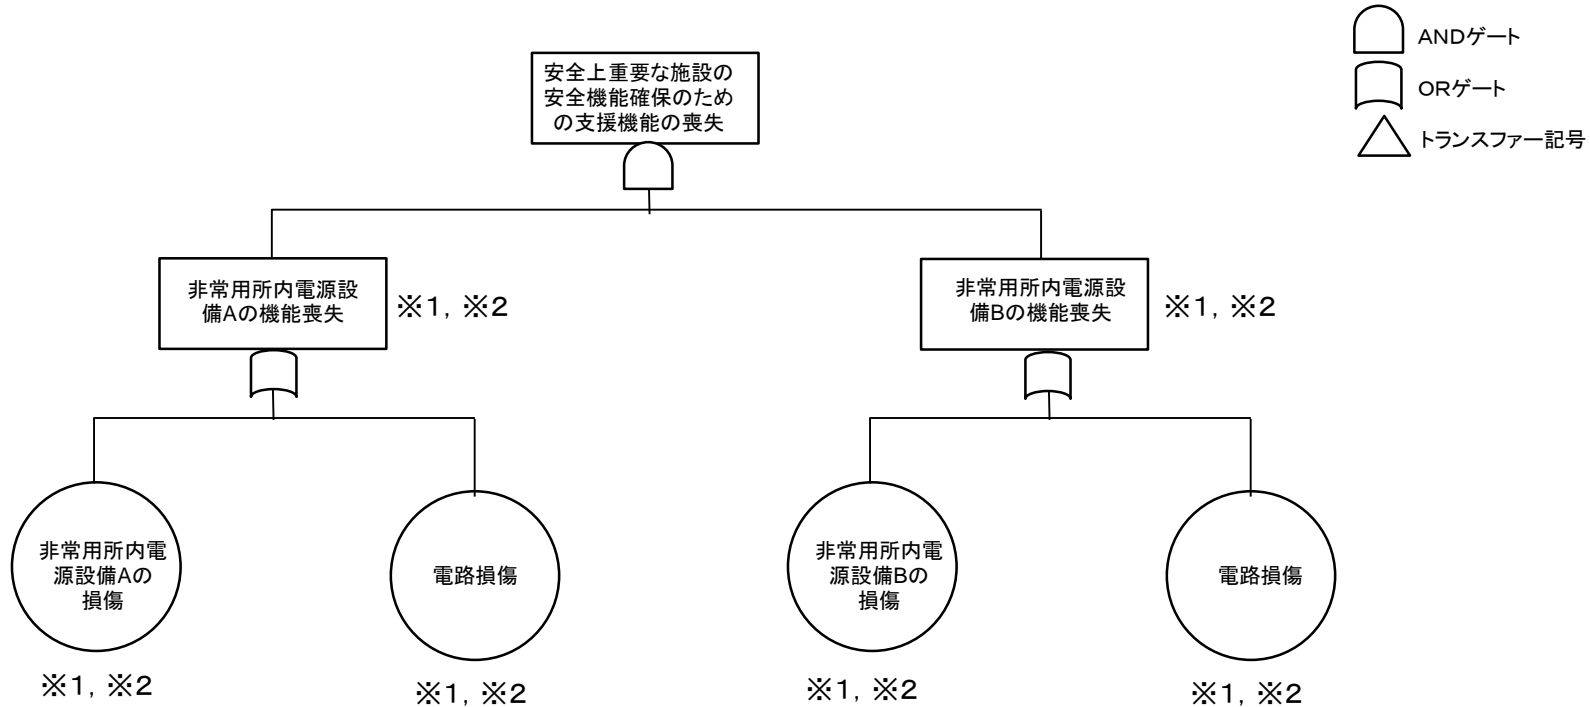 ANDゲート
ORゲート
トランスファー記号
安全上重要な施設の
安全機能確保のため
の支援機能の喪失
非常用所内電源設
備Aの機能喪失
※1, ※2
非常用所内電源設
備Bの機能喪失
※1, ※2
非常用所内電
源設備Aの
損傷
※1, ※2
電路損傷
※1, ※2
非常用所内電
源設備Bの
損傷
※1, ※2
電路損傷
※1, ※2